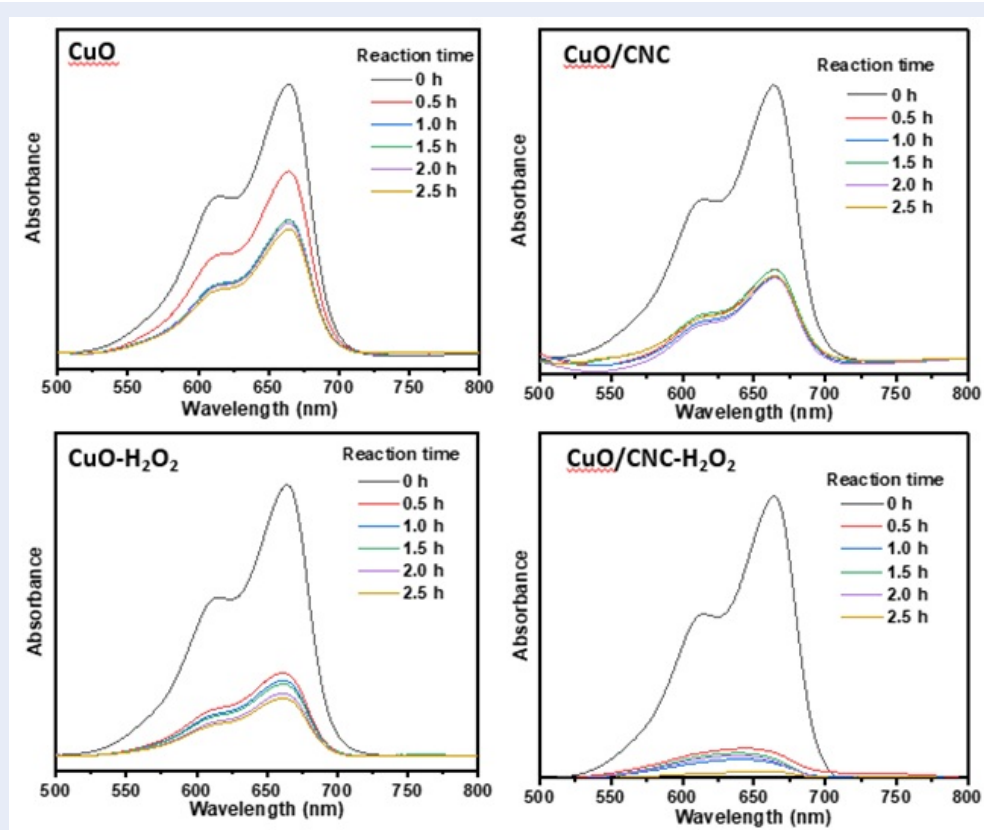 CuO
Reaction time
0 h
0.5 h
1.0 h
1.5 h
2.0 h
2.5 h
Absorbance
500 550 600 650 700 750 800
Wavelength (nm)
CuO/CNC
Reaction time
0 h
0.5 h
1.0 h
1.5 h
2.0 h
2.5 h
Absorbance
500 550 600 650 700 750 800
Wavelength (nm)
CuO-H₂O₂
Reaction time
0 h
0.5 h
1.0 h
1.5 h
2.0 h
2.5 h
Absorbance
500 550 600 650 700 750 800
Wavelength (nm)
CuO/CNC-H₂O₂
Reaction time
0 h
0.5 h
1.0 h
1.5 h
2.0 h
2.5 h
Absorbance
500 550 600 650 700 750 800
Wavelength (nm)